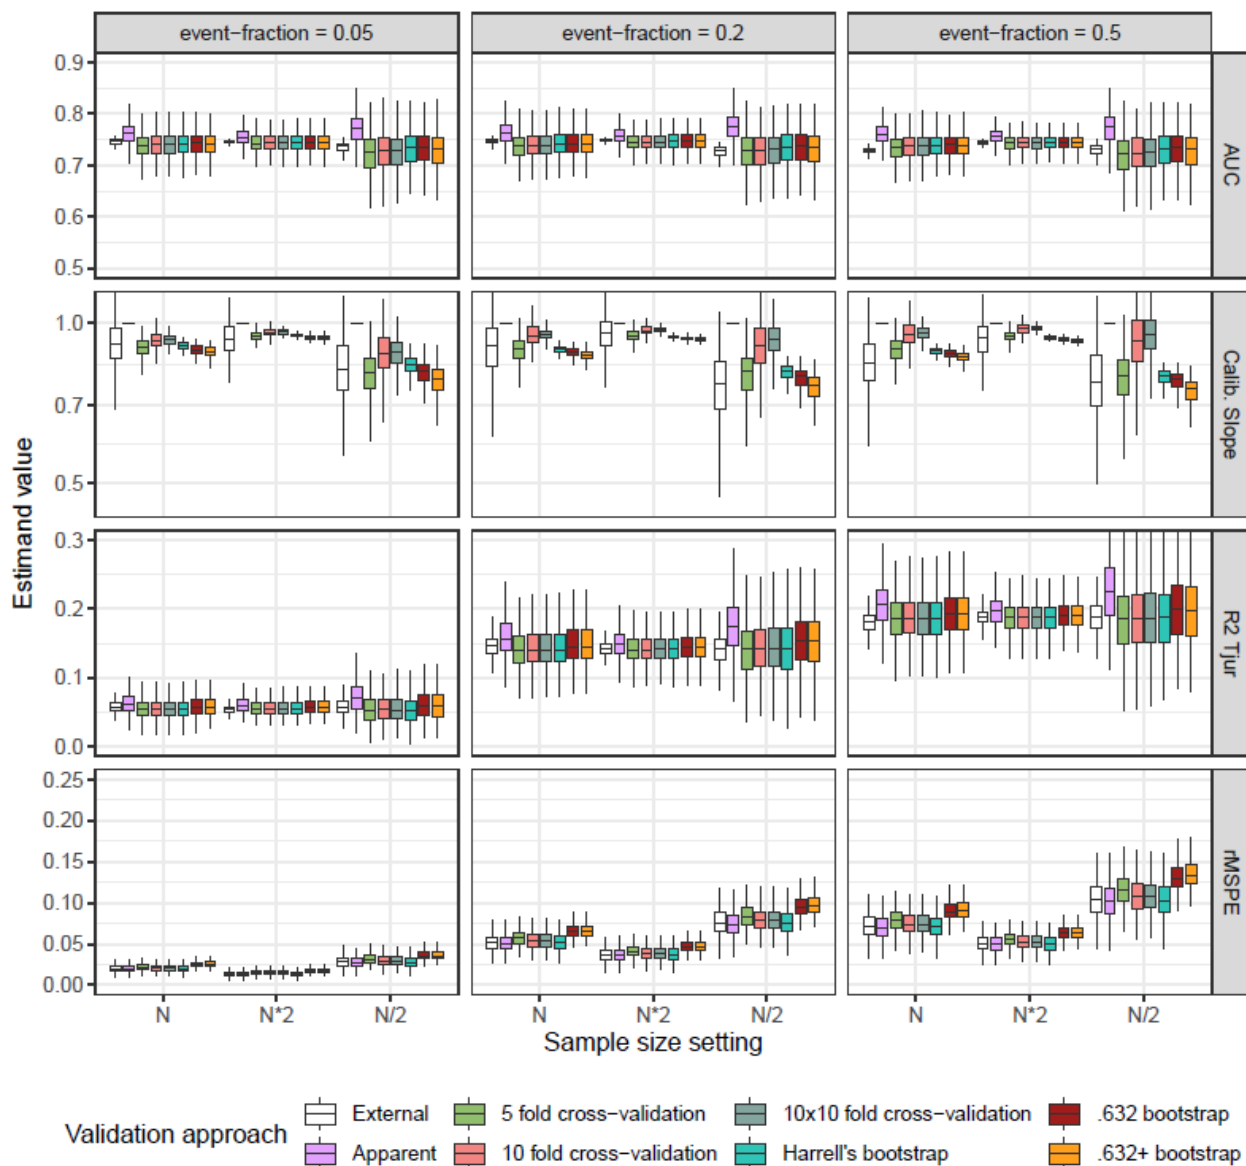 event-fraction = 0.05
event-fraction = 0.2
event-fraction = 0.5
Estimand value
0.9
0.8
0.7
0.6
0.5
AUC
1.0
0.7
0.5
Calib. Slope
0.3
0.2
0.1
0.0
R2 Tjur
0.25
0.20
0.15
0.10
0.05
0.00
rMSPE
N N*2 N/2
N N*2 N/2
N N*2 N/2
Sample size setting
Validation approach
External
5 fold cross-validation
10x10 fold cross-validation
.632 bootstrap
Apparent
10 fold cross-validation
Harrell's bootstrap
.632+ bootstrap